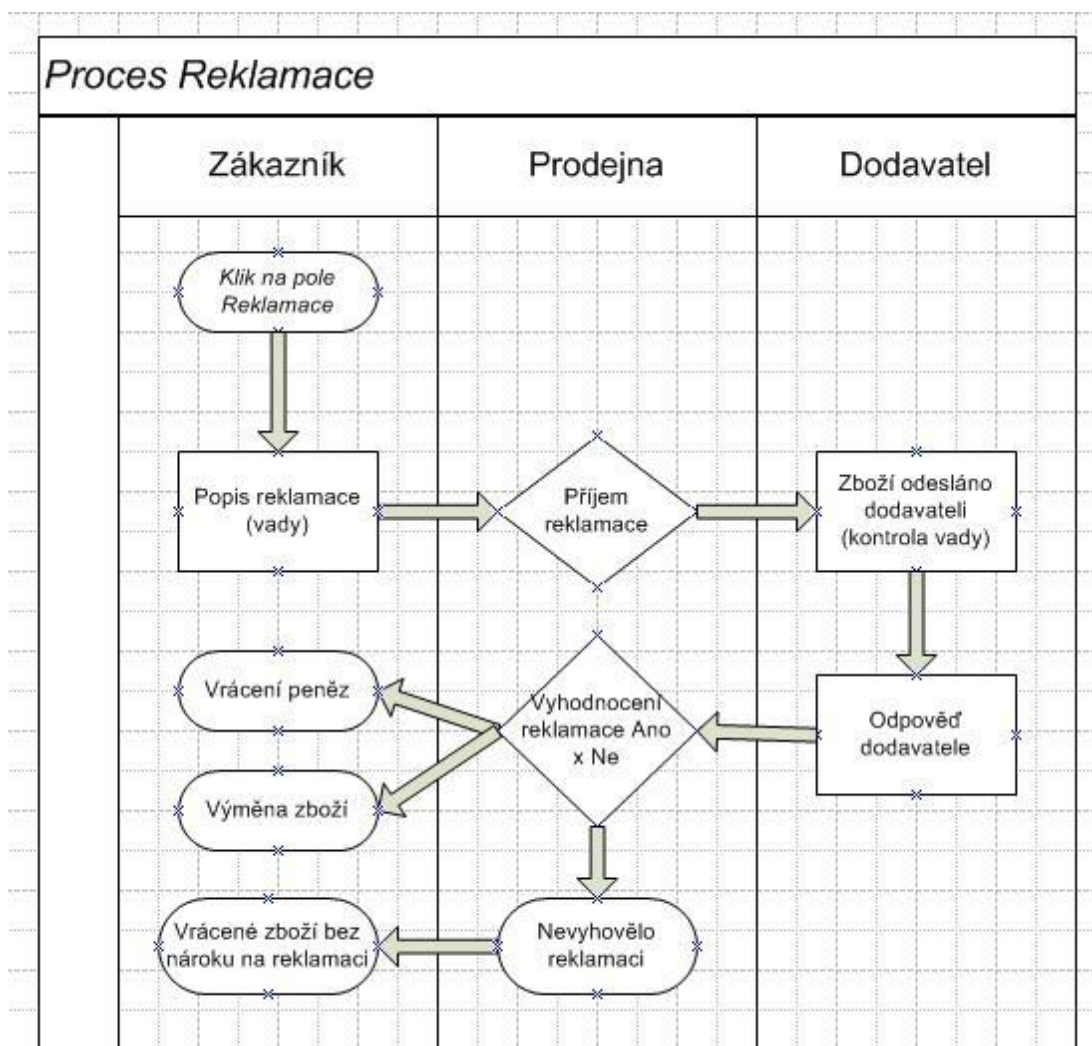 Proces Reklamace
Zákazník
Prodejna
Dodavatel
Klik na pole
Reklamace
Popis reklamace
(vady)
Příjem
reklamace
Zboží odesláno
dodavateli
(kontrola vady)
Vrácení peněz
Vyhodnocení
reklamace Ano
x Ne
Odpověď
dodavatele
Výměna zboží
Vrácené zboží bez
nároku na reklamaci
Nevyhovělo
reklamaci